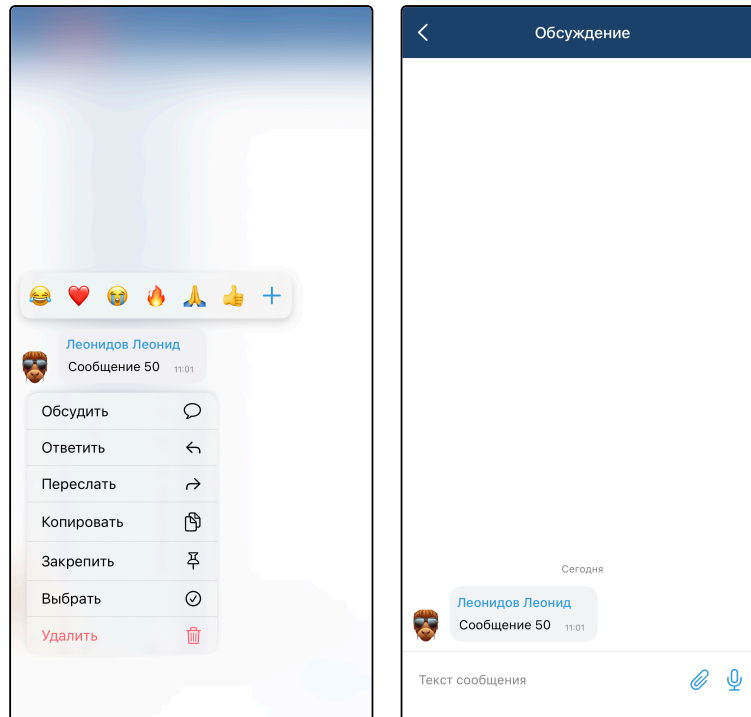 Леонидов Леонид
Сообщение 50 11:01
Обсудить
Ответить
Переслать
Копировать
Закрепить
Выбрать
Удалить
Обсуждение
Сегодня
Леонидов Леонид
Сообщение 50 11:01
Текст сообщения